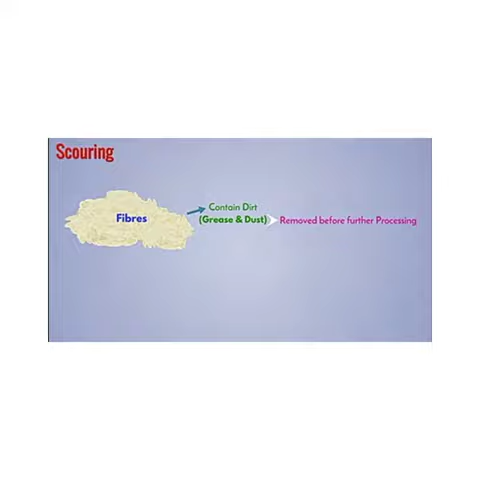 Scouring
Contain Dirt
Fibres
(Grease & Dust)
Removed before further Processing